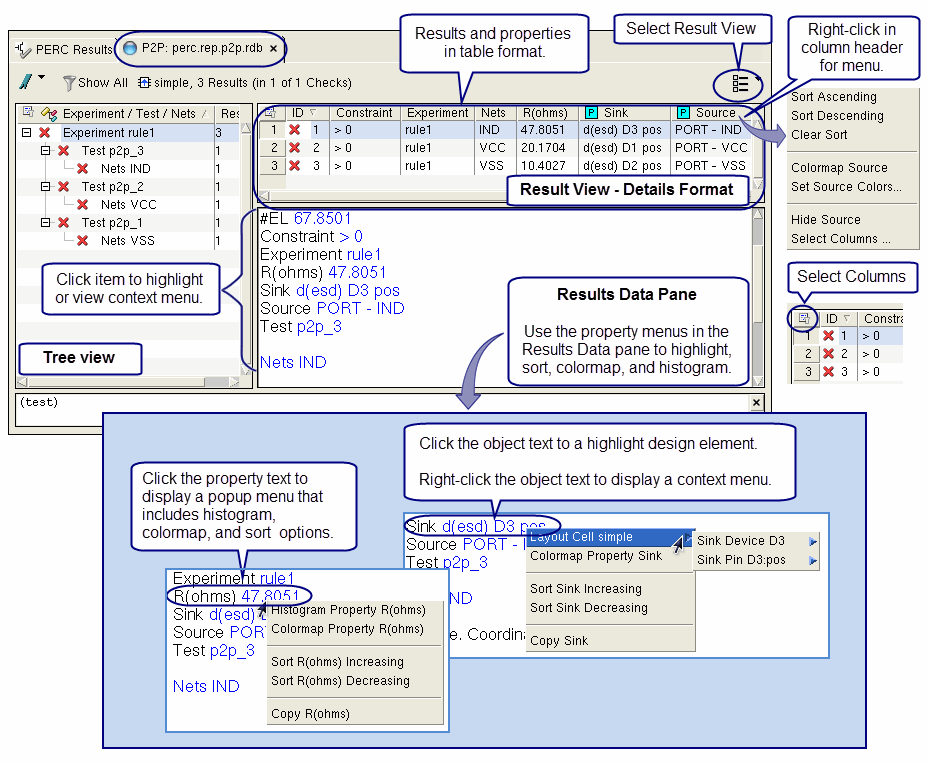 Results and properties
in table format.
Select Result View
Right-click in
column header
for menu.
PERC Results
P2P: perc.rep.p2p.rdb ×
Show All simple, 3 Results (in 1 of 1 Checks)
Experiment / Test / Nets Res
Experiment rule1 3
Test p2p_3 1
Nets IND 1
Test p2p_2 1
Nets VCC 1
Test p2p_1 1
Nets VSS 1
ID Constraint Experiment Nets R(ohms) P Sink P Source
1 1 > 0 rule1 IND 47.8051 d(esd) D3 pos PORT - IND
2 2 > 0 rule1 VCC 20.1704 d(esd) D1 pos PORT - VCC
3 3 > 0 rule1 VSS 10.4027 d(esd) D2 pos PORT - VSS
Result View - Details Format
Sort Ascending
Sort Descending
Clear Sort
Colormap Source
Set Source Colors...
Hide Source
Select Columns ...
#EL 67.8501
Constraint > 0
Experiment rule1
R(ohms) 47.8051
Sink d(esd) D3 pos
Source PORT - IND
Test p2p_3
Nets IND
Click item to highlight
or view context menu.
Tree view
Results Data Pane
Use the property menus in the
Results Data pane to highlight,
sort, colormap, and histogram.
Select Columns
ID Constra
1 1 > 0
2 2 > 0
3 3 > 0
(test)
Click the object text to a highlight design element.
Right-click the object text to display a context menu.
Click the property text to
display a popup menu that
includes histogram,
colormap, and sort options.
Sink d(esd) D3 pos
Source PORT - I
Test p2p_3
ND
e. Coordina
Layout Cell simple
Colormap Property Sink
Sort Sink Increasing
Sort Sink Decreasing
Copy Sink
Sink Device D3
Sink Pin D3:pos
Experiment rule1
R(ohms) 47.8051
Sink d(esd) D
Source POR
Test p2p_3
Nets IND
Histogram Property R(ohms)
Colormap Property R(ohms)
Sort R(ohms) Increasing
Sort R(ohms) Decreasing
Copy R(ohms)